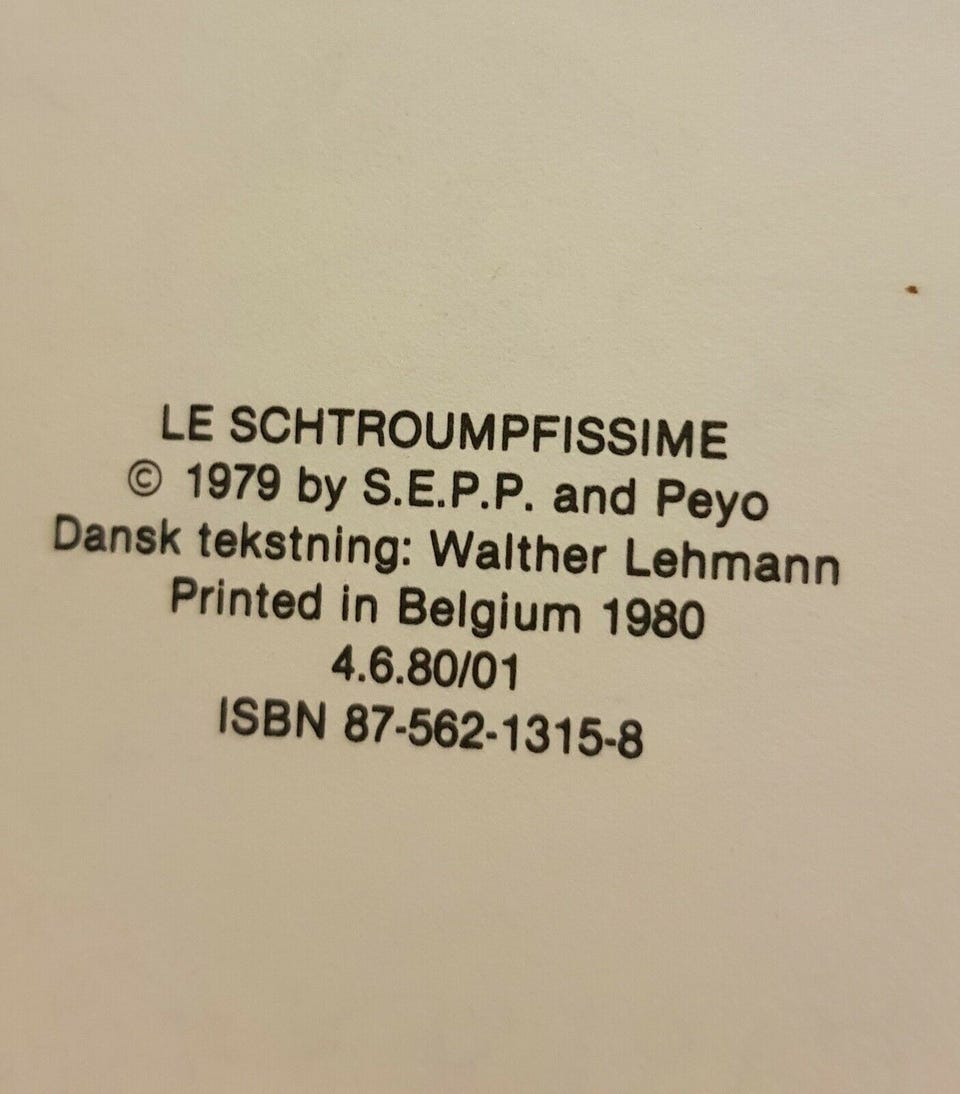 LE SCHTROUMPFISSIME
© 1979 by S.E.P.P. and Peyo
Dansk tekstning: Walther Lehmann
Printed in Belgium 1980
4.6.80/01
ISBN 87-562-1315-8